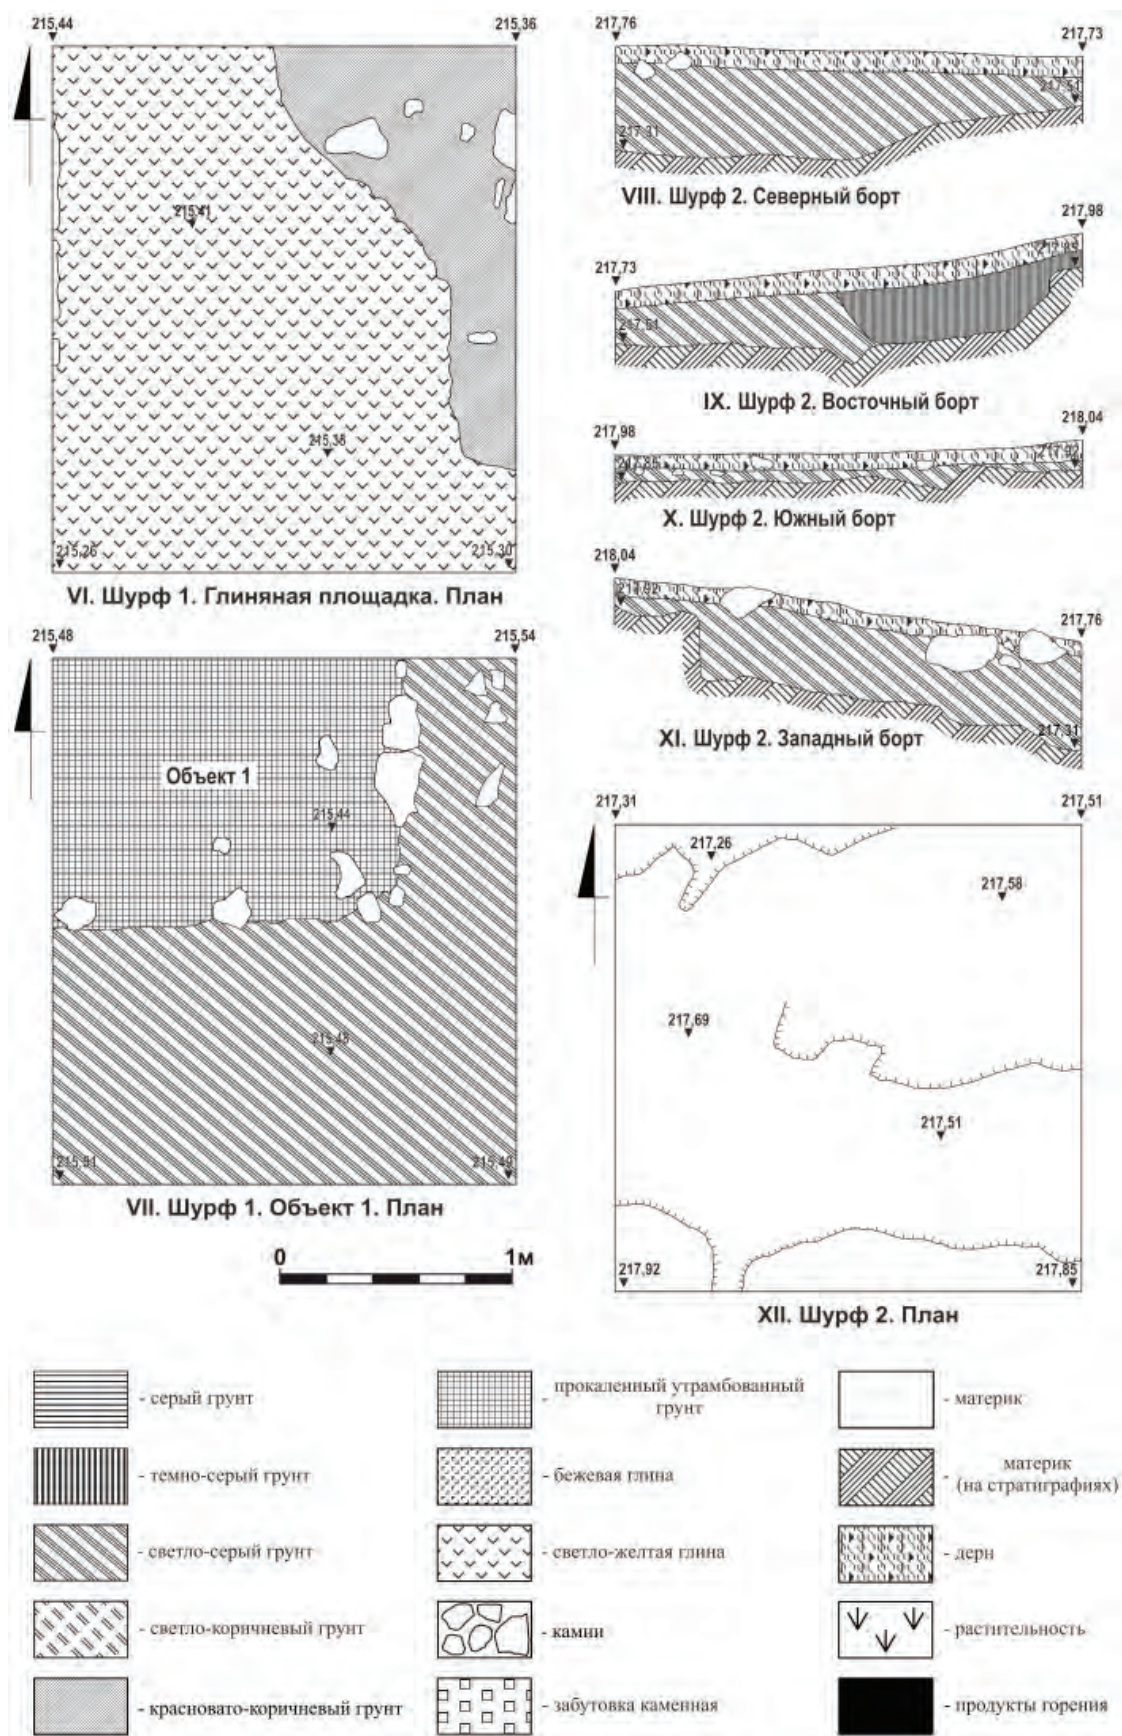 215,44
215,36
215,41
215,38
215,26
215,30
VI. Шурф 1. Глиняная площадка. План
215,48
215,54
Объект 1
215,44
215,48
215,51
215,49
VII. Шурф 1. Объект 1. План
0 1м
217,76
217,73
217,51
217,31
VIII. Шурф 2. Северный борт
217,98
217,85
217,73
217,51
IX. Шурф 2. Восточный борт
218,04
217,98
217,92
217,85
X. Шурф 2. Южный борт
218,04
217,92
217,76
217,31
XI. Шурф 2. Западный борт
217,31
217,51
217,26
217,58
217,69
217,51
217,92
217,85
XII. Шурф 2. План
- серый грунт
- темно-серый грунт
- светло-серый грунт
- светло-коричневый грунт
- красновато-коричневый грунт
- прокаленный утрамбованный
грунт
- бежевая глина
- светло-желтая глина
- камни
- забутовка каменная
- материк
- материк
(на стратиграфиях)
- дерн
- растительность
- продукты горения